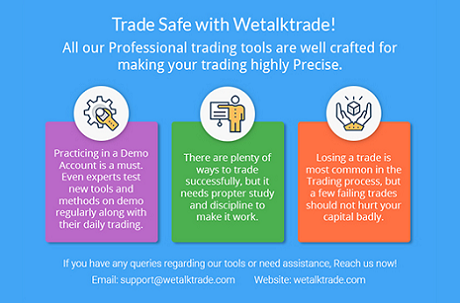 Trade Safe with Wetalktrade!
All our Professional trading tools are well crafted for
making your trading highly Precise.
Practicing in a Demo
Account is a must.
Even experts test
new tools and
methods on demo
regularly along with
their daily trading.
There are plenty of
ways to trade
successfully, but it
needs propter study
and discipline to
make it work.
Losing a trade is
most common in the
Trading process, but
a few failing trades
should not hurt your
capital badly.
If you have any queries regarding our tools or need assistance, Reach us now!
Email: support@wetalktrade.com Website: wetalktrade.com